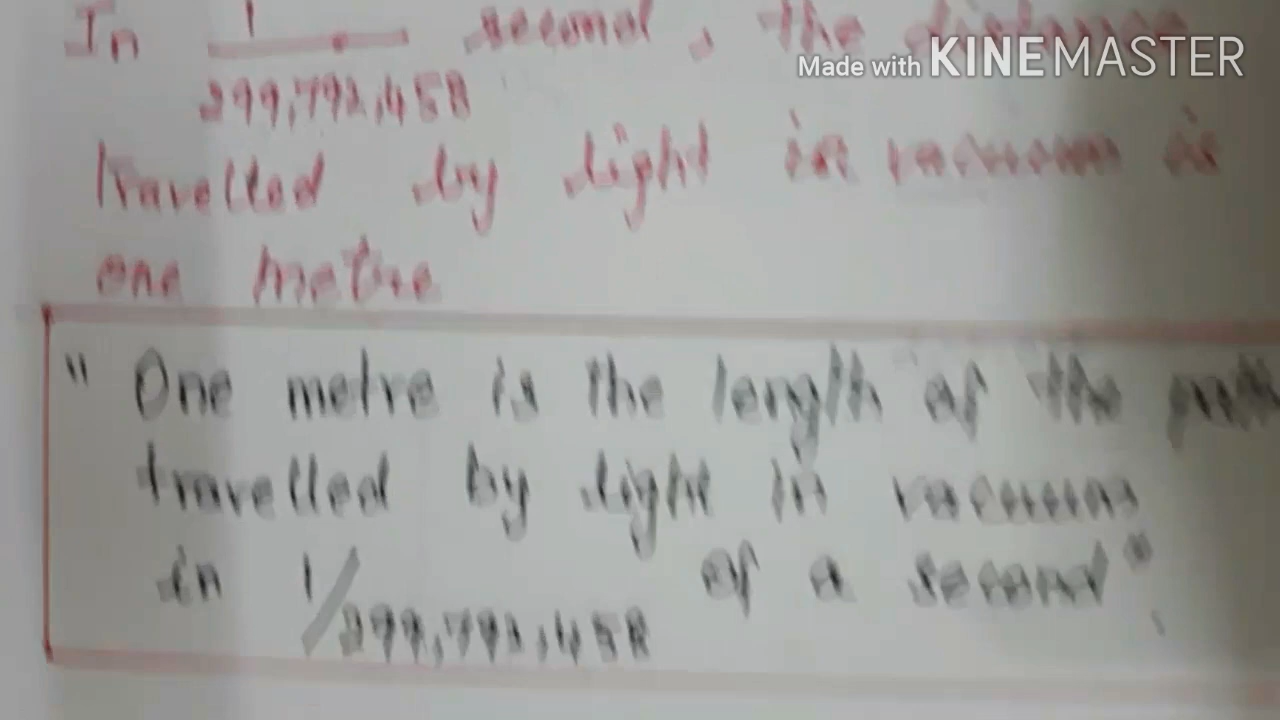 In 1/299,792,458 second, the distance
Made with KINEMASTER
travelled by light in vacuum is
one metre
" One metre is the length of the path
travelled by light in vacuum
in 1/299,792,458 of a second"